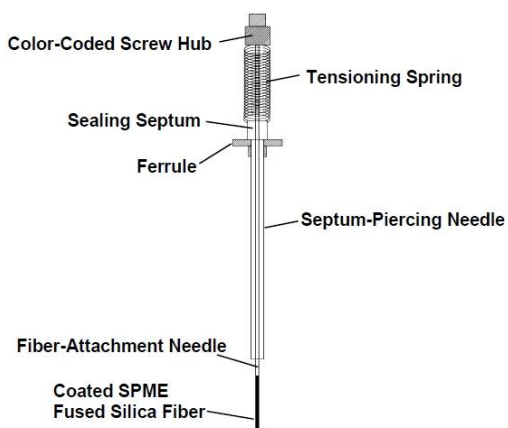 Color-Coded Screw Hub
Tensioning Spring
Sealing Septum
Ferrule
Septum-Piercing Needle
Fiber-Attachment Needle
Coated SPME
Fused Silica Fiber